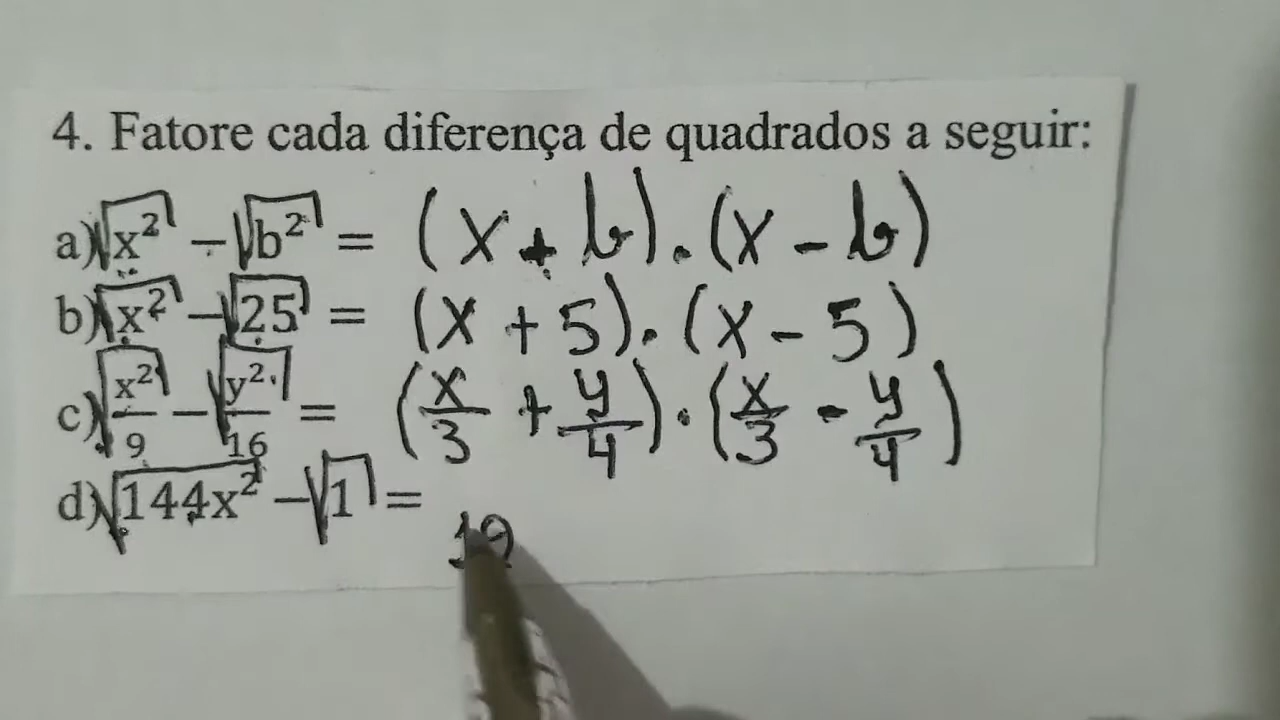 4. Fatore cada diferença de quadrados a seguir:
a) √x² − √b² = (x + b) . (x − b)
b) √x² − √25 = (x + 5) . (x − 5)
c) √x²/9 − √y²/16 = (x/3 + y/4) . (x/3 − y/4)
d) √144x² − √1 =